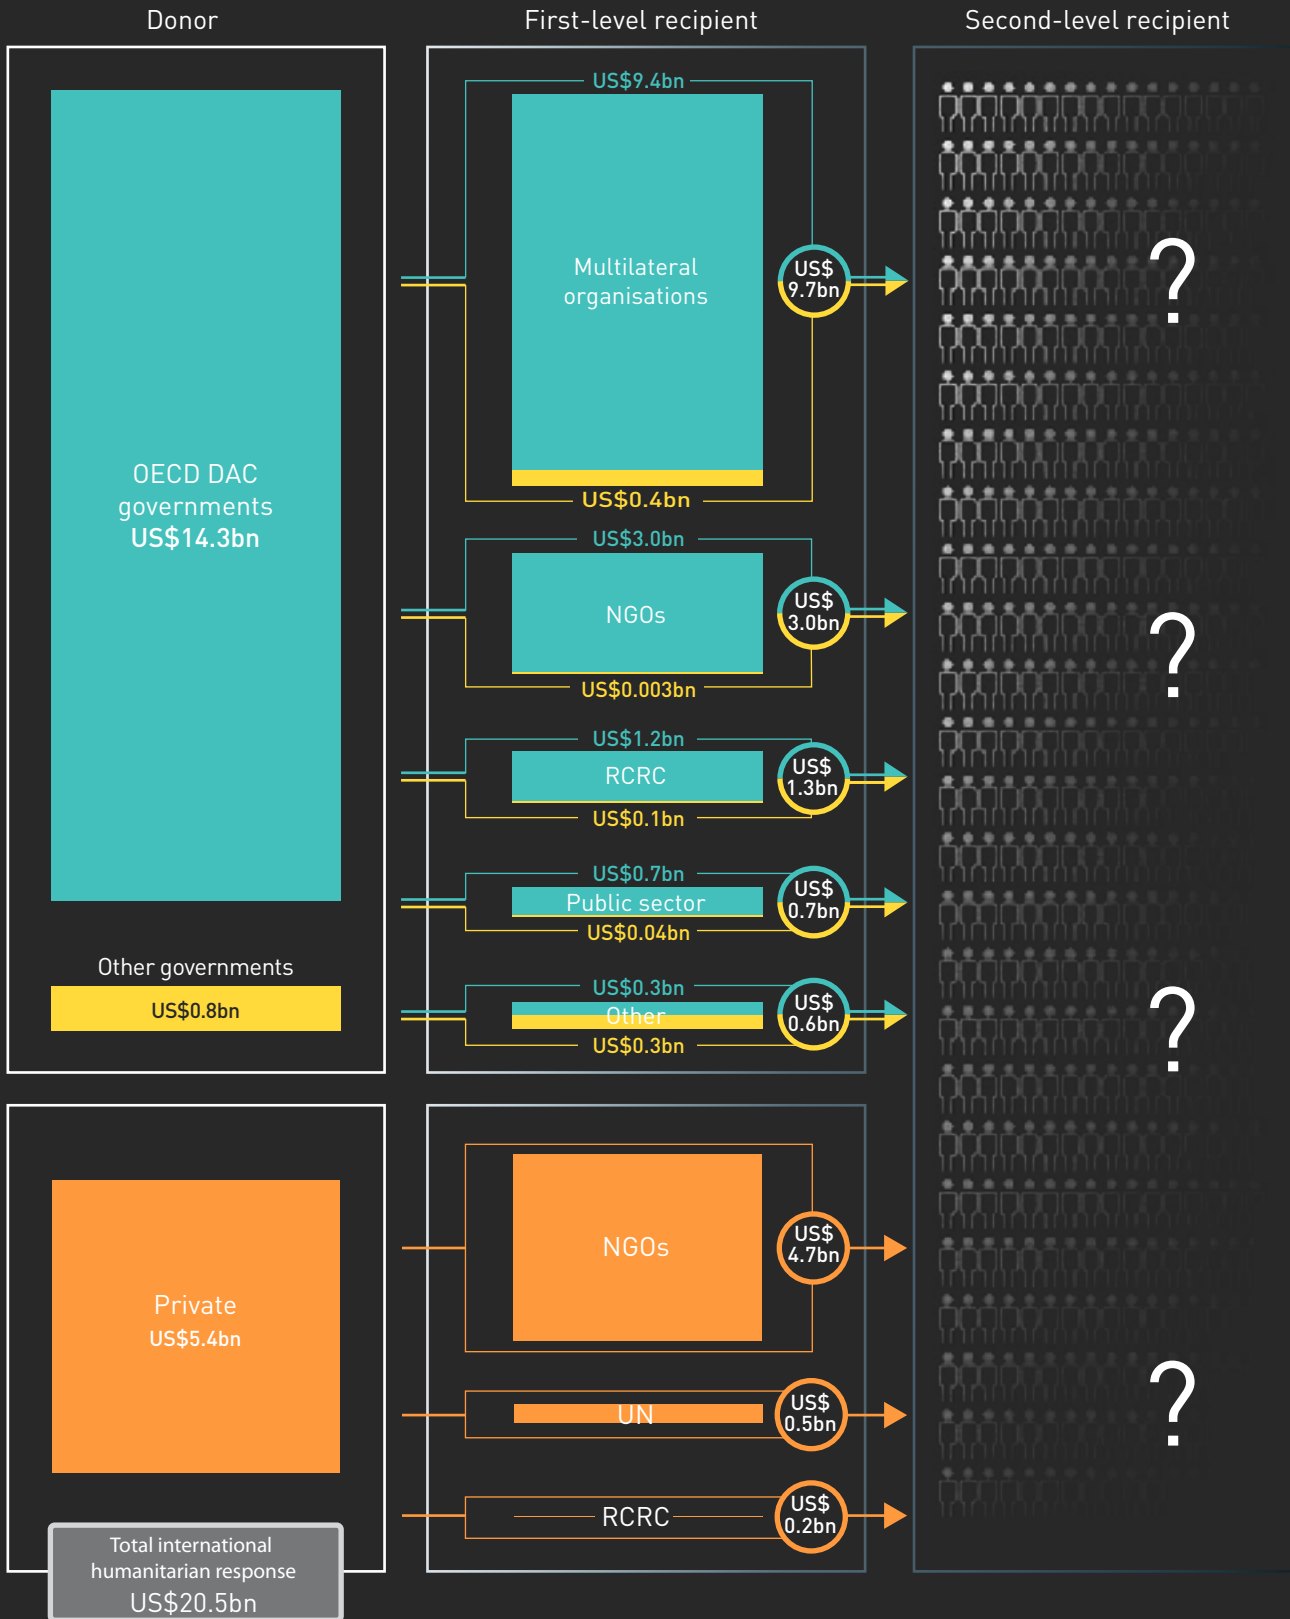 Donor
First-level recipient
Second-level recipient
OECD DAC
governments
US$14.3bn
Other governments
US$0.8bn
US$9.4bn
Multilateral
organisations
US$
9.7bn
US$0.4bn
US$3.0bn
NGOs
US$
3.0bn
US$0.003bn
US$1.2bn
RCRC
US$
1.3bn
US$0.1bn
US$0.7bn
Public sector
US$
0.7bn
US$0.04bn
US$0.3bn
Other
US$
0.6bn
US$0.3bn
?
?
?
?
Private
US$5.4bn
NGOs
US$
4.7bn
UN
US$
0.5bn
RCRC
US$
0.2bn
Total international
humanitarian response
US$20.5bn